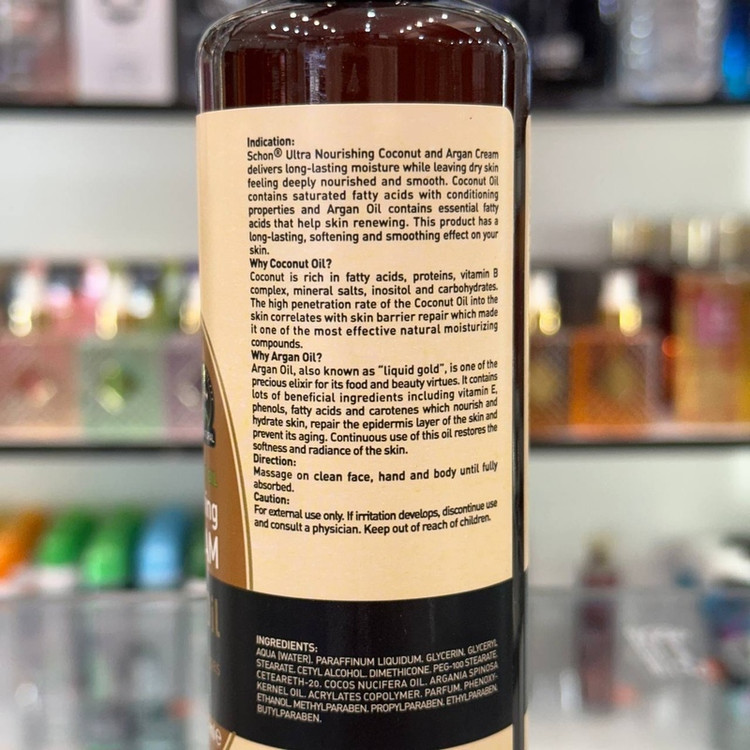 Indication:
Schon® Ultra Nourishing Coconut and Argan Cream
delivers long-lasting moisture while leaving dry skin
feeling deeply nourished and smooth. Coconut Oil
contains saturated fatty acids with conditioning
properties and Argan Oil contains essential fatty
acids that help skin renewing. This product has a
long-lasting, softening and smoothing effect on your
skin.
Why Coconut Oil?
Coconut is rich in fatty acids, proteins, vitamin B
complex, mineral salts, inositol and carbohydrates.
The high penetration rate of the Coconut Oil into the
skin correlates with skin barrier repair which made
it one of the most effective natural moisturizing
compounds.
Why Argan Oil?
Argan Oil, also known as "liquid gold", is one of the
precious elixir for its food and beauty virtues. It contains
lots of beneficial ingredients including vitamin E,
phenols, fatty acids and carotenes which nourish and
hydrate skin, repair the epidermis layer of the skin and
prevent its aging. Continuous use of this oil restores the
softness and radiance of the skin.
Direction:
Massage on clean face, hand and body until fully
absorbed.
Caution:
For external use only. If irritation develops, discontinue use
and consult a physician. Keep out of reach of children.
INGREDIENTS:
AQUA (WATER), PARAFFINUM LIQUIDUM, GLYCERIN, GLYCERYL
STEARATE, CETYL ALCOHOL, DIMETHICONE, PEG-100 STEARATE,
CETEARETH-20, COCOS NUCIFERA OIL, ARGANIA SPINOSA
KERNEL OIL, ACRYLATES COPOLYMER, PARFUM, PHENOXY-
ETHANOL, METHYLPARABEN, PROPYLPARABEN, ETHYLPARABEN,
BUTYLPARABEN.